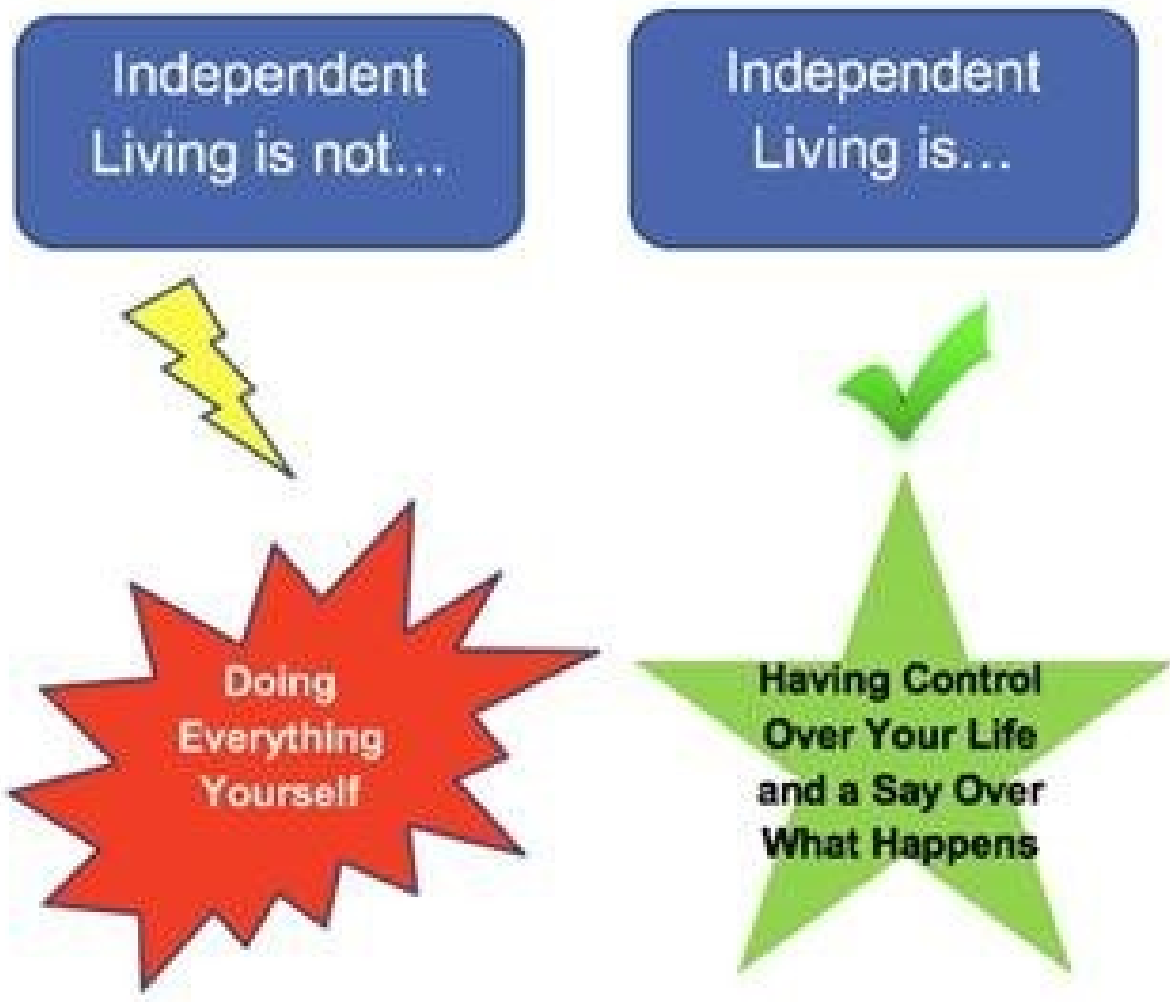 Independent
Living is not…
Independent
Living is…
Doing
Everything
Yourself
Having Control
Over Your Life
and a Say Over
What Happens